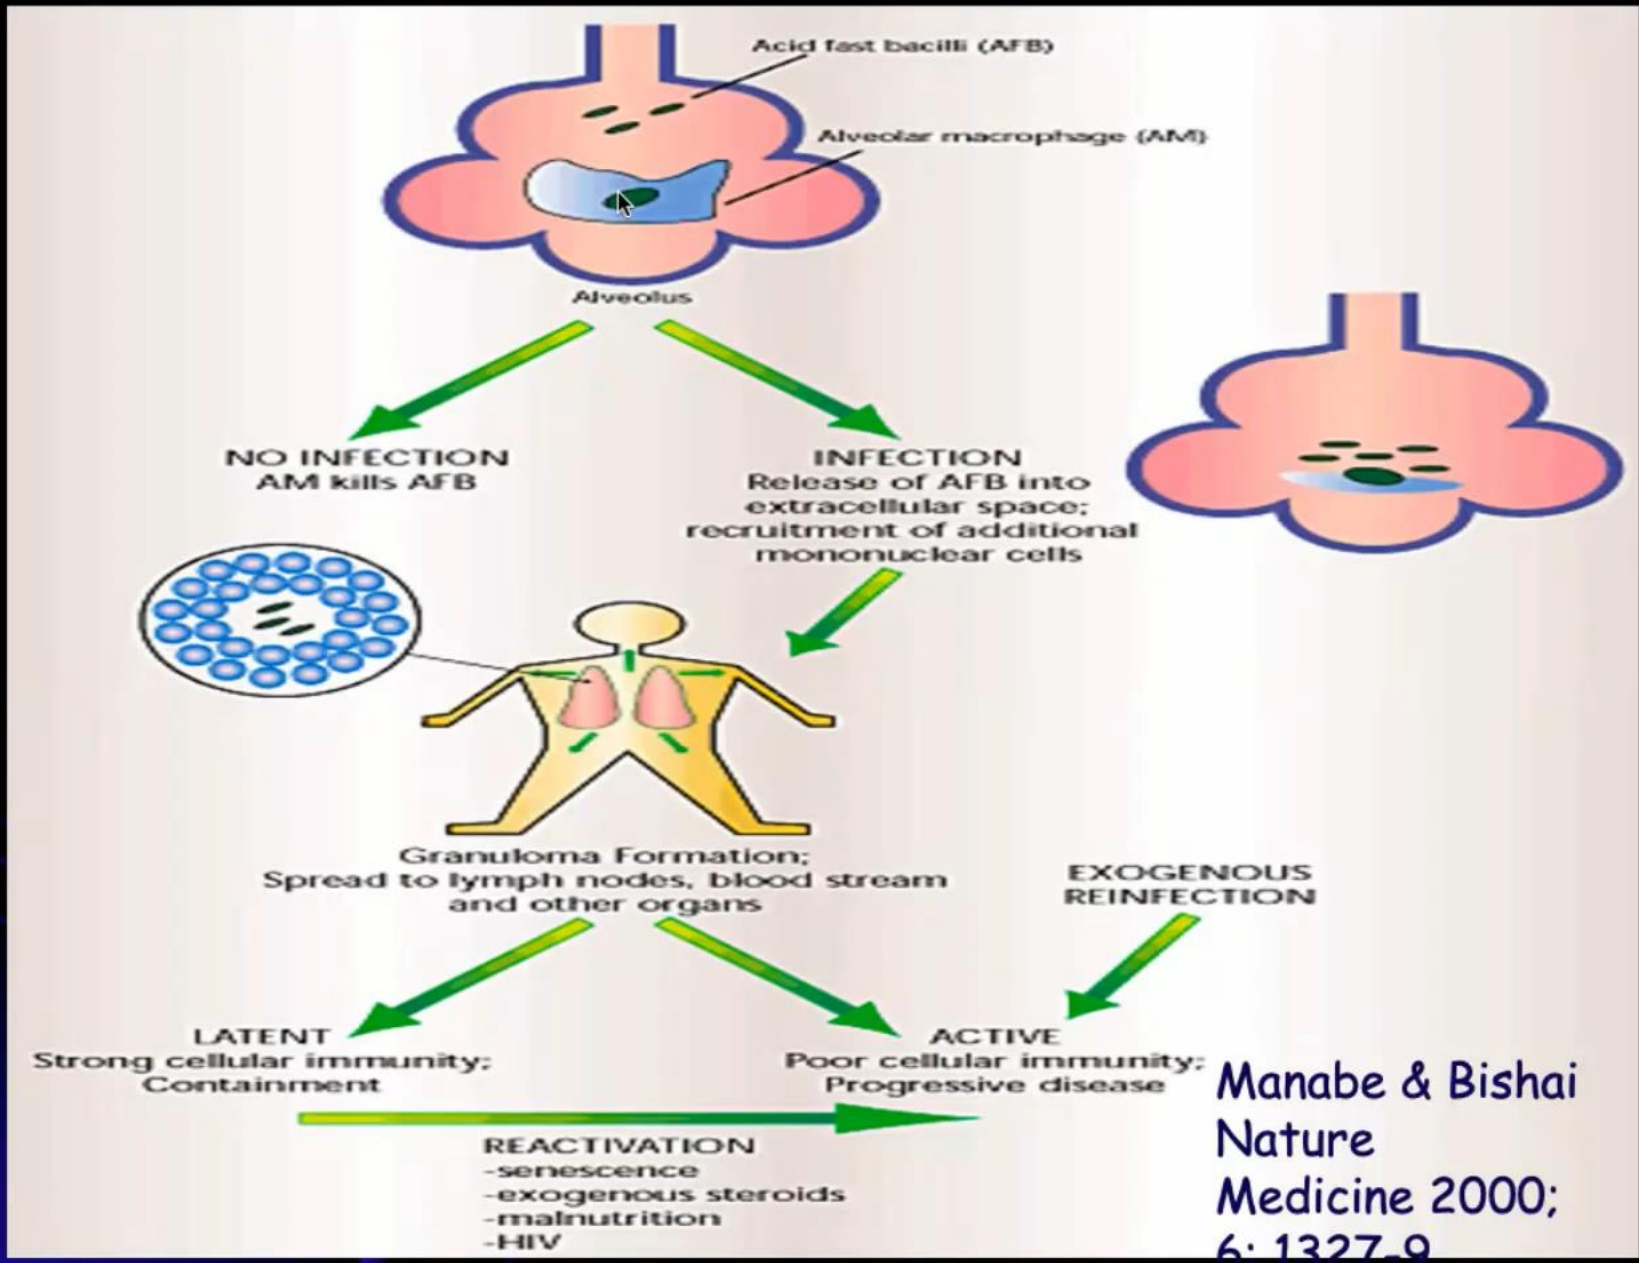 Acid fast bacilli (AFB)
Alveolar macrophage (AM)
Alveolus
NO INFECTION
AM kills AFB
INFECTION
Release of AFB into
extracellular space;
recruitment of additional
mononuclear cells
Granuloma Formation;
Spread to lymph nodes, blood stream
and other organs
EXOGENOUS
REINFECTION
LATENT
Strong cellular immunity;
Containment
ACTIVE
Poor cellular immunity;
Progressive disease
REACTIVATION
-senescence
-exogenous steroids
-malnutrition
-HIV
Manabe & Bishai
Nature
Medicine 2000;
6: 1327-9